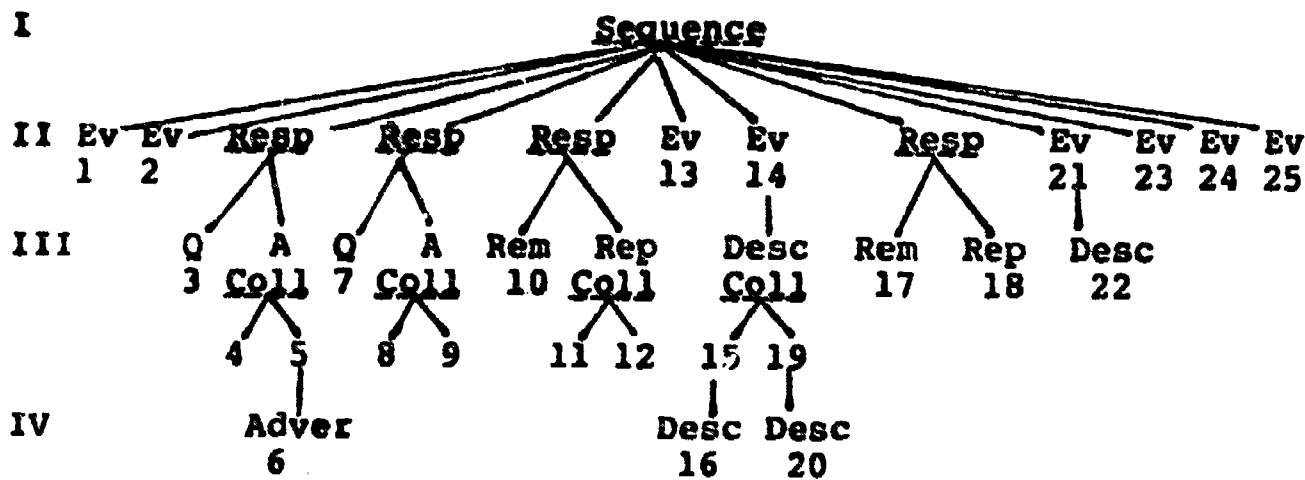 I Sequence
II Ev Ev Resp Resp Resp Ev Ev Resp Ev Ev Ev Ev
1 2 13 14 21 23 24 25
III Q A Q A Rem Rep Desc Rem Rep Desc
3 Coll 7 Coll 10 Coll Coll 17 18 22
4 5 8 9 11 12 15 19
IV Adver Desc Desc
6 16 20